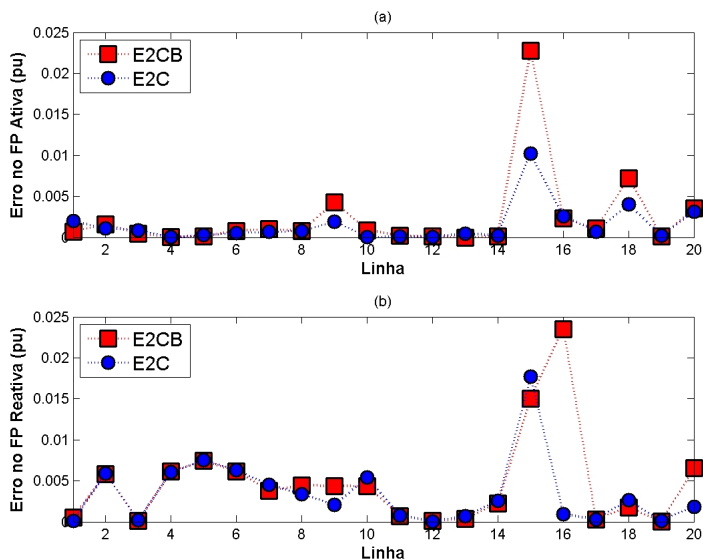 (a)
0.025
0.02
0.015
0.01
0.005
0
E2CB
E2C
Erro no FP Ativa (pu)
2 4 6 8 10 12 14 16 18 20
Linha
(b)
0.025
0.02
0.015
0.01
0.005
0
E2CB
E2C
Erro no FP Reativa (pu)
2 4 6 8 10 12 14 16 18 20
Linha